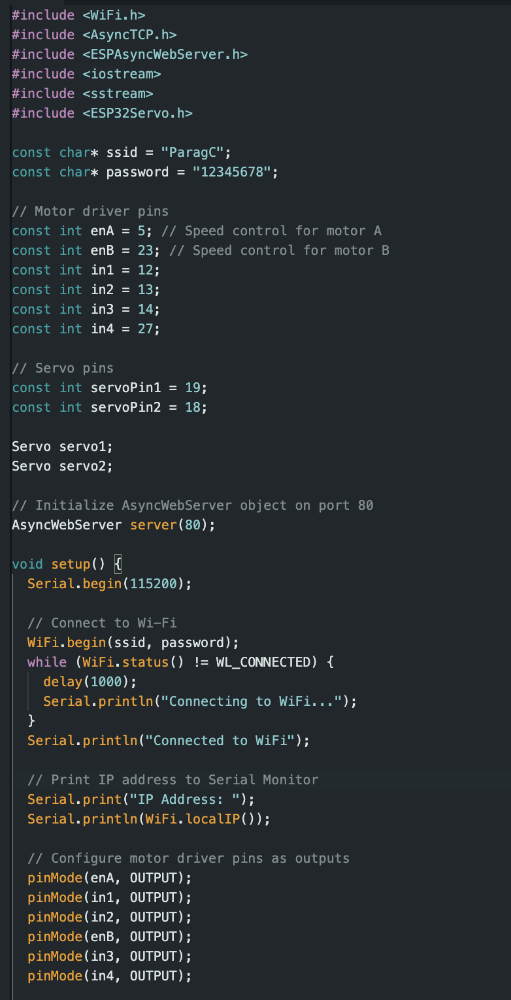 #include <WiFi.h>
#include <AsyncTCP.h>
#include <ESPAsyncWebServer.h>
#include <iostream>
#include <sstream>
#include <ESP32Servo.h>

const char* ssid = "ParagC";
const char* password = "12345678";

// Motor driver pins
const int enA = 5; // Speed control for motor A
const int enB = 23; // Speed control for motor B
const int in1 = 12;
const int in2 = 13;
const int in3 = 14;
const int in4 = 27;

// Servo pins
const int servoPin1 = 19;
const int servoPin2 = 18;

Servo servo1;
Servo servo2;

// Initialize AsyncWebServer object on port 80
AsyncWebServer server(80);

void setup() {
  Serial.begin(115200);

  // Connect to Wi-Fi
  WiFi.begin(ssid, password);
  while (WiFi.status() != WL_CONNECTED) {
    delay(1000);
    Serial.println("Connecting to WiFi...");
  }
  Serial.println("Connected to WiFi");

  // Print IP address to Serial Monitor
  Serial.print("IP Address: ");
  Serial.println(WiFi.localIP());

  // Configure motor driver pins as outputs
  pinMode(enA, OUTPUT);
  pinMode(in1, OUTPUT);
  pinMode(in2, OUTPUT);
  pinMode(enB, OUTPUT);
  pinMode(in3, OUTPUT);
  pinMode(in4, OUTPUT);